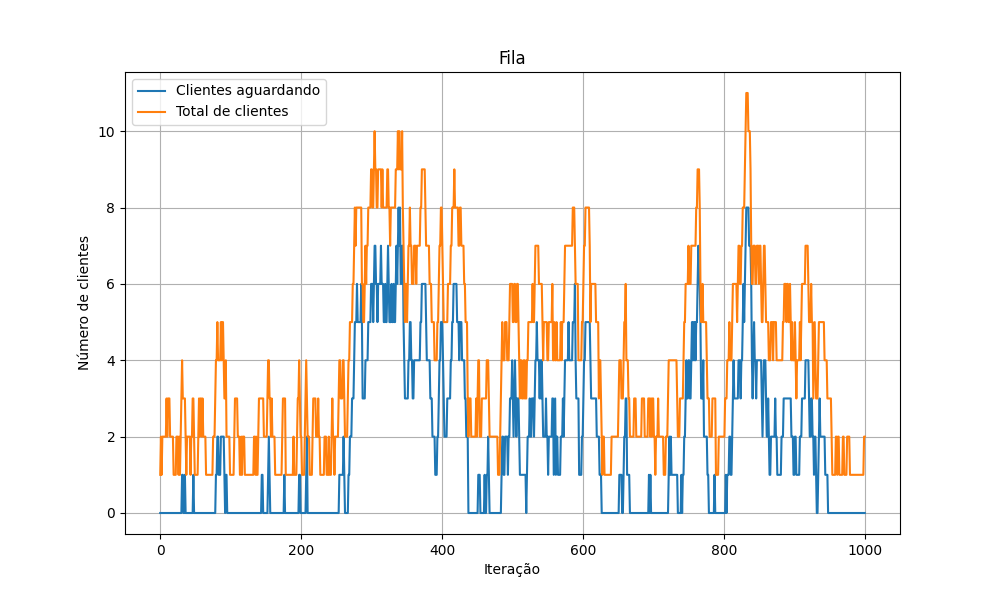 Fila
Clientes aguardando
Total de clientes
Número de clientes
10
8
6
4
2
0
0 200 400 600 800 1000
Iteração